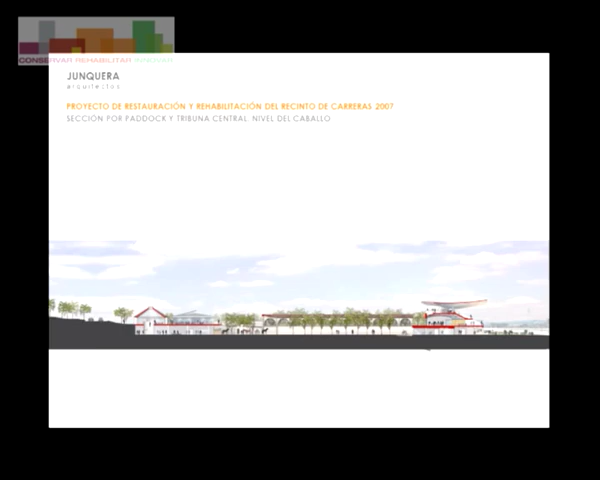 CONSERVAR REHABILITAR INNOVAR
JUNQUERA
arquitectos
PROYECTO DE RESTAURACIÓN Y REHABILITACIÓN DEL RECINTO DE CARRERAS 2007
SECCIÓN POR PADDOCK Y TRIBUNA CENTRAL. NIVEL DEL CABALLO